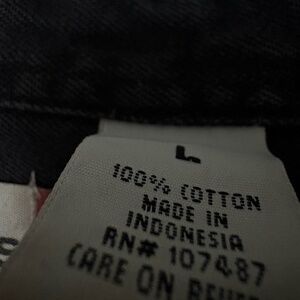 L
100% COTTON
MADE IN
INDONESIA
RN# 107487
CARE ON